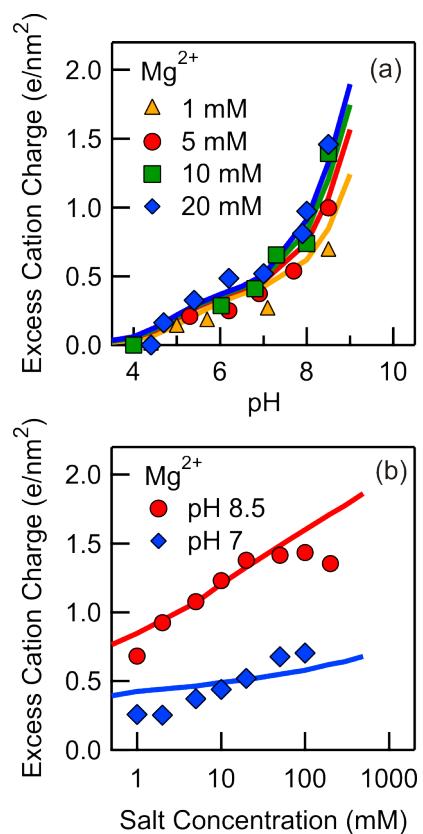 Excess Cation Charge (e/nm²)
2.0
1.5
1.0
0.5
0.0
(a)
Mg²⁺
1 mM
5 mM
10 mM
20 mM
4 6 8 10
pH
Excess Cation Charge (e/nm²)
2.0
1.5
1.0
0.5
0.0
(b)
Mg²⁺
pH 8.5
pH 7
1 10 100 1000
Salt Concentration (mM)